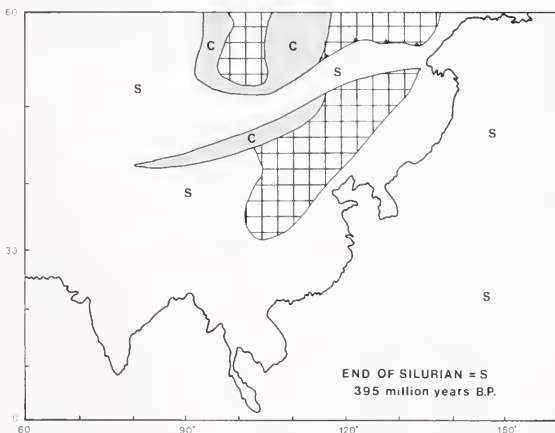 60
C
C
S
S
S
C
S
30
S
END OF SILURIAN = S
395 million years B.P.
0
60
90°
120°
150°